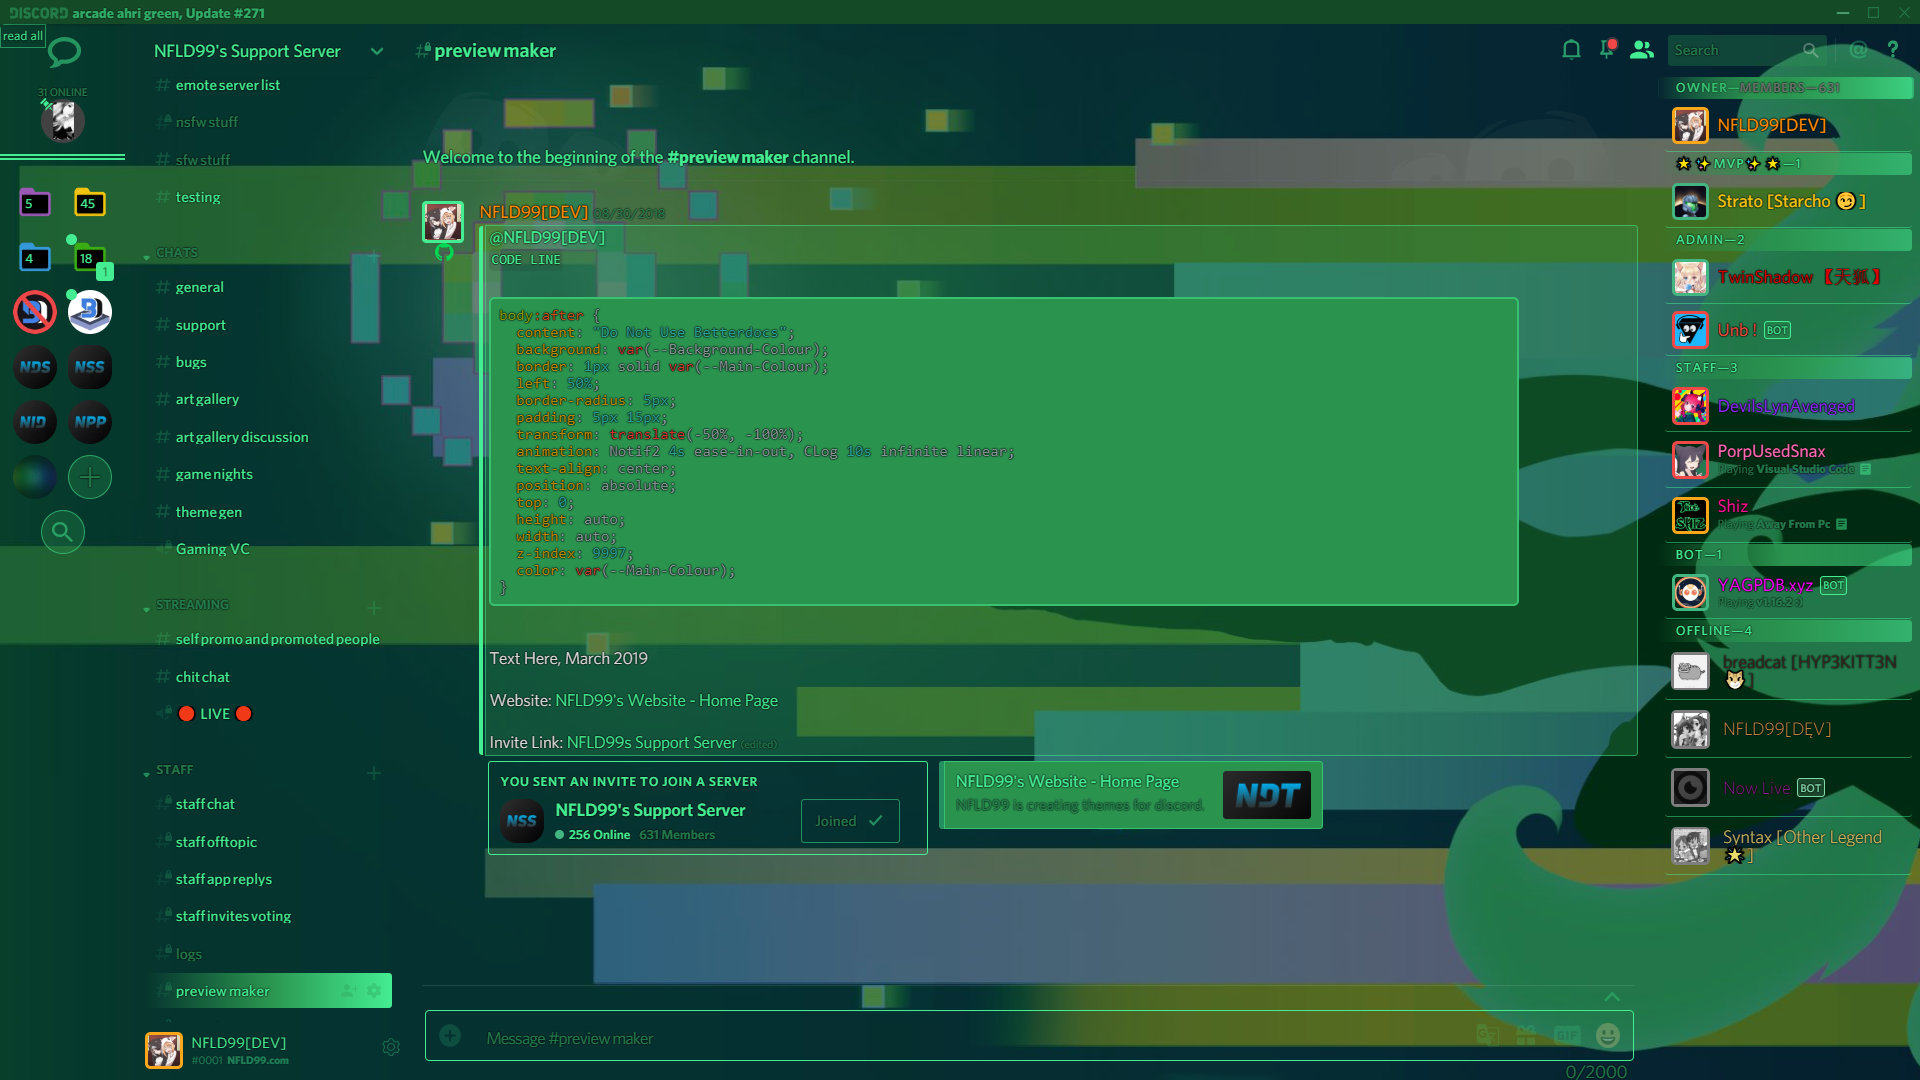 DISCORD arcade ahri green, Update #271
read all
31 ONLINE
5
45
4
18
1
NDS
NSS
NID
NPP
NFLD99's Support Server
emote server list
nsfw stuff
sfw stuff
testing
CHATS
general
support
bugs
art gallery
art gallery discussion
game nights
theme gen
Gaming VC
STREAMING
self promo and promoted people
chit chat
🔴 LIVE 🔴
STAFF
staff chat
staff offtopic
staff app replys
staff invites voting
logs
preview maker
NFLD99[DEV]
#0001 NFLD99.com
# preview maker
Search
Welcome to the beginning of the #preview maker channel.
NFLD99[DEV] 08/30/2018
@NFLD99[DEV]
CODE LINE
body:after {
content: "Do Not Use Betterdocs";
background: var(--Background-Colour);
border: 1px solid var(--Main-Colour);
left: 50%;
border-radius: 5px;
padding: 5px 15px;
transform: translate(-50%, -100%);
animation: Notif2 4s ease-in-out, CLog 10s infinite linear;
text-align: center;
position: absolute;
top: 0;
height: auto;
width: auto;
z-index: 9997;
color: var(--Main-Colour);
}
Text Here, March 2019
Website: NFLD99's Website - Home Page
Invite Link: NFLD99s Support Server (edited)
YOU SENT AN INVITE TO JOIN A SERVER
NSS
NFLD99's Support Server
256 Online 631 Members
Joined
NFLD99's Website - Home Page
NFLD99 is creating themes for discord.
NDT
Message #preview maker
GIF
0/2000
OWNER—MEMBERS—631
NFLD99[DEV]
🌟✨MVP✨🌟—1
Strato [Starcho 😏]
ADMIN—2
TwinShadow 【天狐】
Unb! BOT
STAFF—3
DevilsLynAvenged
PorpUsedSnax
Playing Visual Studio Code
Shiz
Playing Away From Pc
BOT—1
YAGPDB.xyz BOT
Playing v1.16.2 :)
OFFLINE—4
breadcat [HYP3KITT3N
🐱]
NFLD99[DẸV]
Now Live BOT
Syntax [Other Legend
🌟]